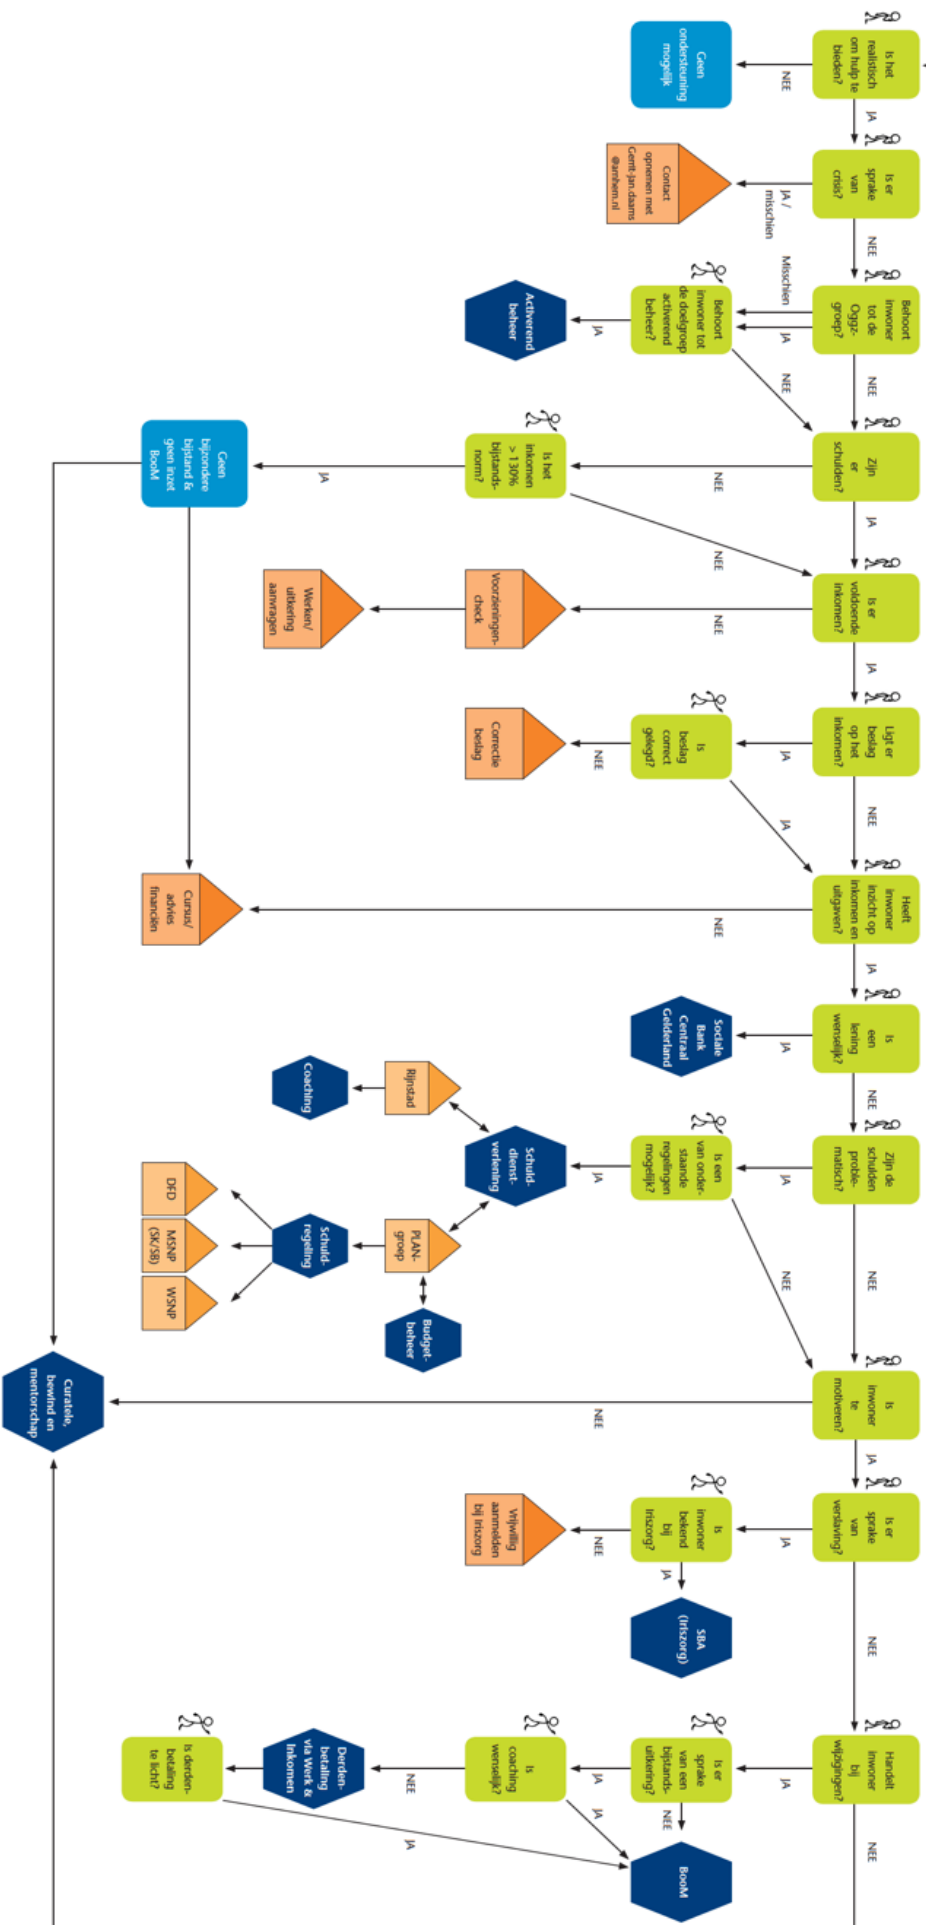 Is het
realistisch
om hulp te
bieden?
NEE
Geen
ondersteuning
mogelijk
JA
Is er
sprake
van
crisis?
JA /
misschien
Contact
opnemen met
Gerrit-Jan.daams
@arnhem.nl
NEE
Behoort
inwoner
tot de
Oggz-
groep?
Misschien
JA
Behoort
inwoner tot
de doelgroep
activerend
beheer?
JA
Activerend
beheer
NEE
NEE
Zijn
er
schulden?
NEE
Is het
inkomen
> 130%
bijstands-
norm?
JA
Geen
bijzondere
bijstand &
geen inzet
BooM
NEE
JA
Is er
voldoende
inkomen?
NEE
Voorzieningen-
check
Werken/
uitkering
aanvragen
JA
Ligt er
beslag
op het
inkomen?
JA
Is
beslag
correct
gelegd?
NEE
Correctie
beslag
JA
NEE
Heeft
inwoner
inzicht op
inkomen en
uitgaven?
NEE
Cursus/
advies
financiën
JA
Is
een
lening
wenselijk?
JA
Sociale
Bank
Centraal
Gelderland
NEE
Zijn de
schulden
proble-
matisch?
JA
Is een
van onder-
staande
regelingen
mogelijk?
JA
Schuld-
dienst-
verlening
Rijnstad
Coaching
PLAN-
groep
Budget-
beheer
Schuld-
regeling
DFD
MSNP
(SK/SB)
WSNP
NEE
NEE
Is
inwoner
te
motiveren?
NEE
Curatele,
bewind en
mentorschap
JA
Is er
sprake
van
verslaving?
JA
Is
inwoner
bekend
bij
Iriszorg?
NEE
Vrijwillig
aanmelden
bij Iriszorg
JA
SBA
(Iriszorg)
NEE
Handelt
inwoner
bij
wijzigingen?
JA
Is er
sprake
van een
bijstands-
uitkering?
JA
Is
coaching
wenselijk?
NEE
Derden-
betaling
via Werk &
Inkomen
Is derden-
betaling
te licht?
NEE
JA
JA
BooM
NEE